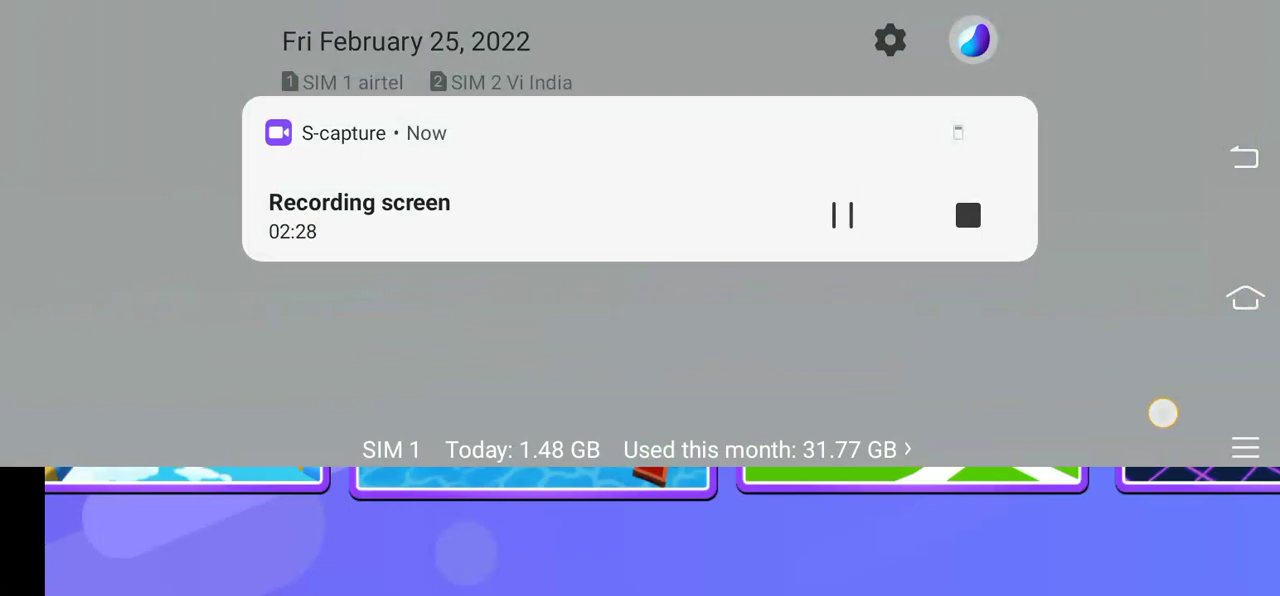 Fri February 25, 2022
1 SIM 1 airtel 2 SIM 2 Vi India
S-capture • Now
Recording screen
02:28
SIM 1 Today: 1.48 GB Used this month: 31.77 GB ›